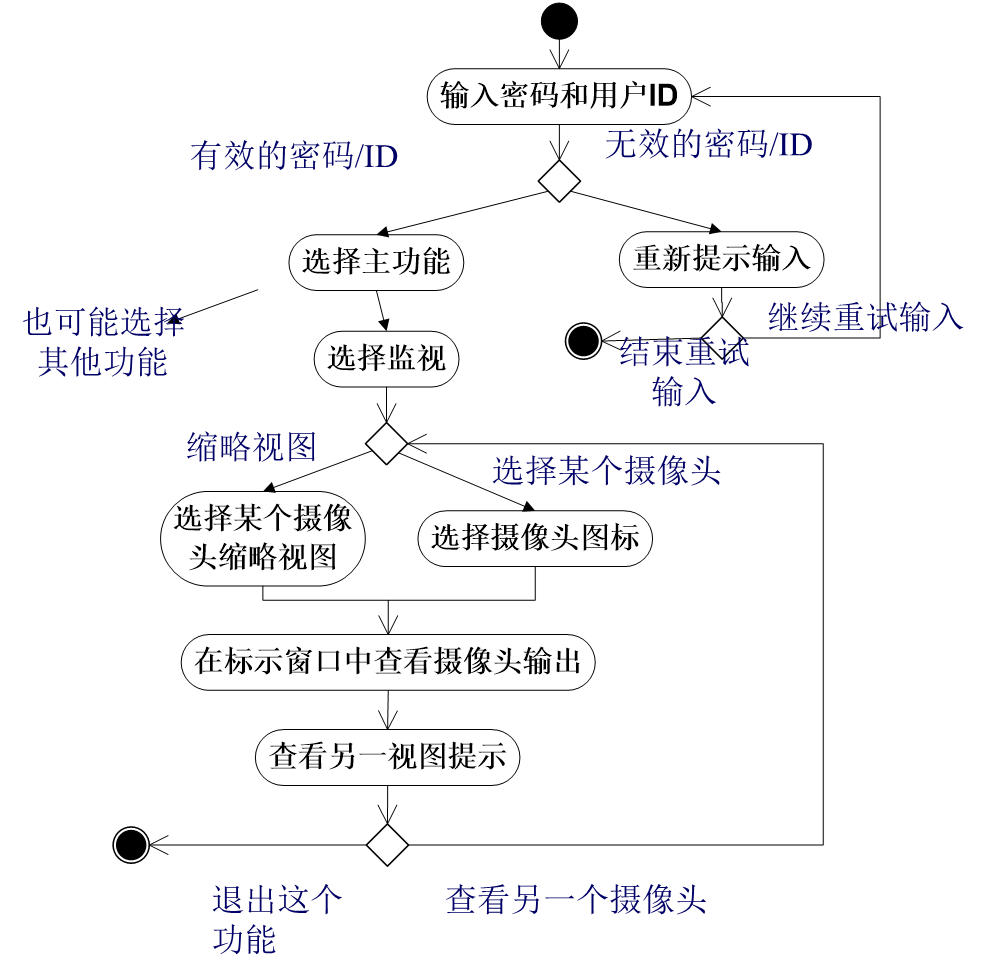 输入密码和用户ID
有效的密码/ID
无效的密码/ID
选择主功能
重新提示输入
也可能选择
其他功能
继续重试输入
选择监视
结束重试
输入
缩略视图
选择某个摄像头
选择某个摄像
头缩略视图
选择摄像头图标
在标示窗口中查看摄像头输出
查看另一视图提示
退出这个
功能
查看另一个摄像头